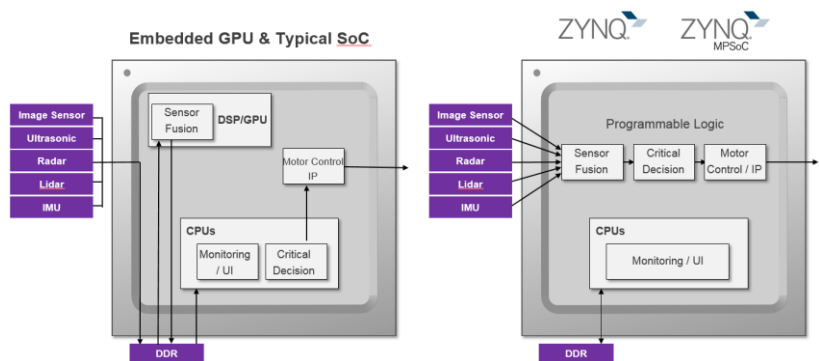 Embedded GPU & Typical SoC
Image Sensor
Ultrasonic
Radar
Lidar
IMU
Sensor
Fusion
DSP/GPU
Motor Control
IP
CPUs
Monitoring
/ UI
Critical
Decision
DDR
ZYNQ.
ZYNQ.
MPSoC
Image Sensor
Ultrasonic
Radar
Lidar
IMU
Programmable Logic
Sensor
Fusion
Critical
Decision
Motor
Control / IP
CPUs
Monitoring / UI
DDR